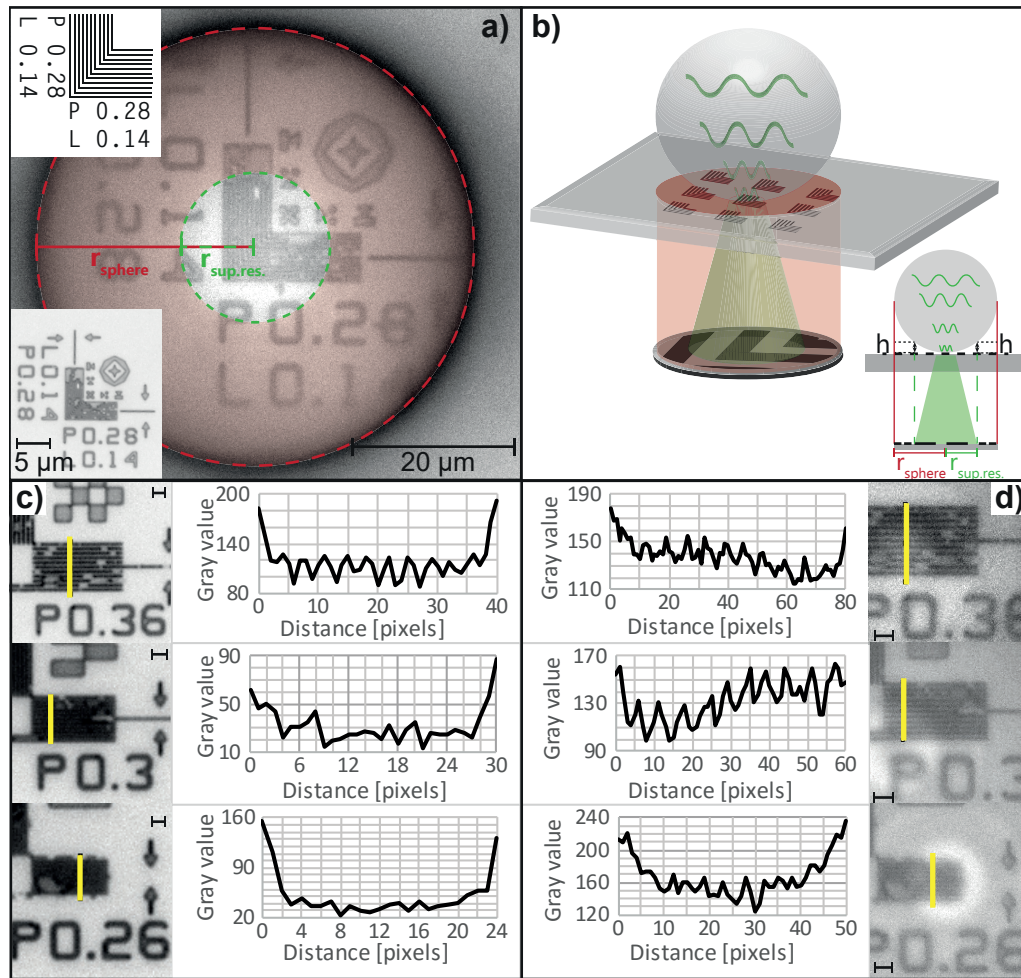 a)
P 0.28
L 0.14
P 0.28
L 0.14
r sphere
r sup.res.
P0.28
L0.14
20 µm
L0.14
P0.28
P0.28
L0.14
5 µm
b)
h
h
r sphere
r sup.res.
c)
P0.36
200
140
80
Gray value
0 10 20 30 40
Distance [pixels]
P0.3
90
50
10
Gray value
0 6 12 18 24 30
Distance [pixels]
P0.26
160
90
20
Gray value
0 4 8 12 16 20 24
Distance [pixels]
d)
190
150
110
Gray value
0 20 40 60 80
Distance [pixels]
P0.36
170
130
90
Gray value
0 10 20 30 40 50 60
Distance [pixels]
P0.3
240
200
160
120
Gray value
0 10 20 30 40 50
Distance [pixels]
P0.26